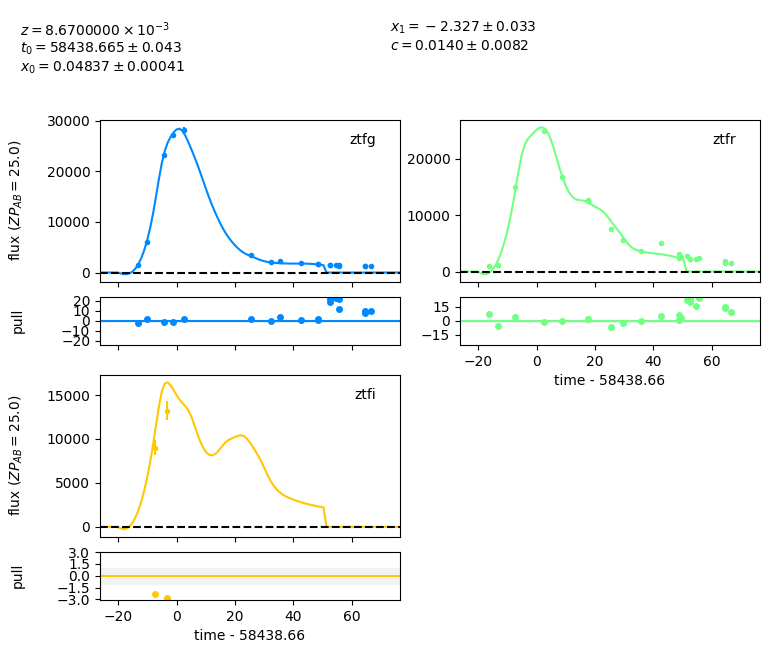 z = 8.6700000 × 10⁻³
t₀ = 58438.665 ± 0.043
x₀ = 0.04837 ± 0.00041
x₁ = −2.327 ± 0.033
c = 0.0140 ± 0.0082
30000
20000
10000
0
flux (ZP_AB = 25.0)
ztfg
20
10
0
−10
−20
pull
20000
10000
0
ztfr
15
0
−15
−20 0 20 40 60
time - 58438.66
15000
10000
5000
0
flux (ZP_AB = 25.0)
ztfi
3.0
1.5
0.0
−1.5
−3.0
pull
−20 0 20 40 60
time - 58438.66